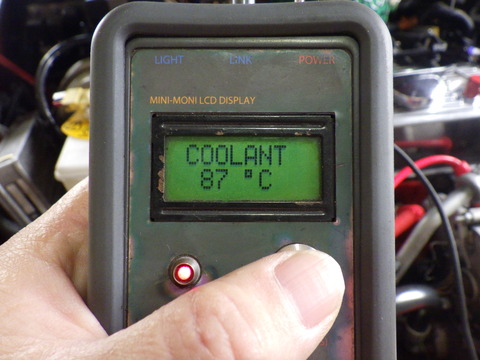 LIGHT LINK POWER
MINI-MONI LCD DISPLAY
COOLANT
87 °C